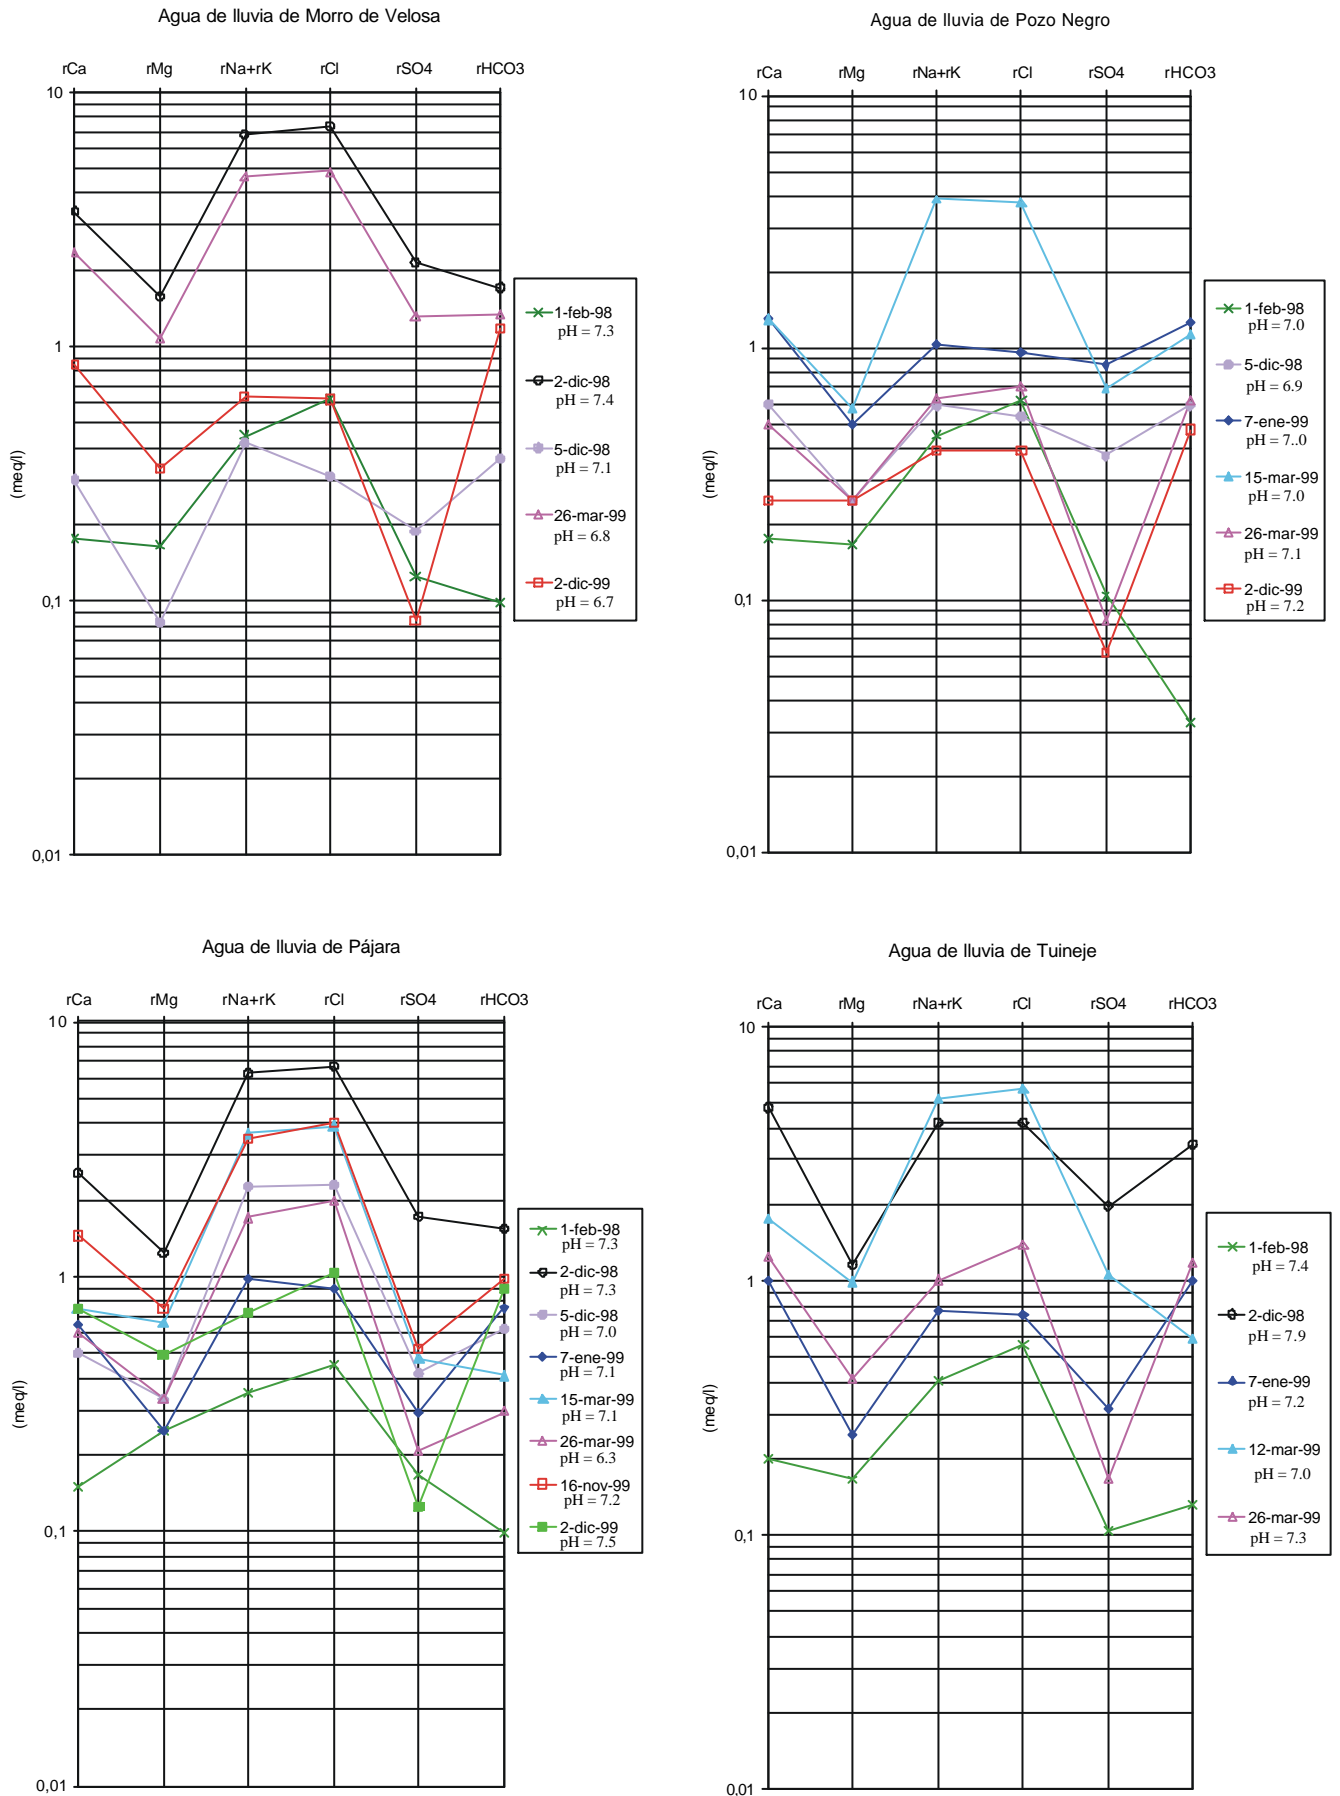 Agua de lluvia de Morro de Velosa
rCa rMg rNa+rK rCl rSO4 rHCO3
10
1
0,1
0,01
(meq/l)
1-feb-98
pH = 7.3
2-dic-98
pH = 7.4
5-dic-98
pH = 7.1
26-mar-99
pH = 6.8
2-dic-99
pH = 6.7
Agua de lluvia de Pozo Negro
rCa rMg rNa+rK rCl rSO4 rHCO3
10
1
0,1
0,01
(meq/l)
1-feb-98
pH = 7.0
5-dic-98
pH = 6.9
7-ene-99
pH = 7.0
15-mar-99
pH = 7.0
26-mar-99
pH = 7.1
2-dic-99
pH = 7.2
Agua de lluvia de Pájara
rCa rMg rNa+rK rCl rSO4 rHCO3
10
1
0,1
0,01
(meq/l)
1-feb-98
pH = 7.3
2-dic-98
pH = 7.3
5-dic-98
pH = 7.0
7-ene-99
pH = 7.1
15-mar-99
pH = 7.1
26-mar-99
pH = 6.3
16-nov-99
pH = 7.2
2-dic-99
pH = 7.5
Agua de lluvia de Tuineje
rCa rMg rNa+rK rCl rSO4 rHCO3
10
1
0,1
0.01
(meq/l)
1-feb-98
pH = 7.4
2-dic-98
pH = 7.9
7-ene-99
pH = 7.2
12-mar-99
pH = 7.0
26-mar-99
pH = 7.3